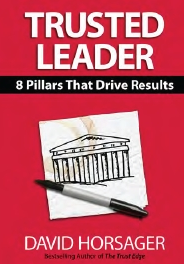 TRUSTED
LEADER
8 Pillars That Drive Results
DAVID HORSAGER
Bestselling Author of The Trust Edge